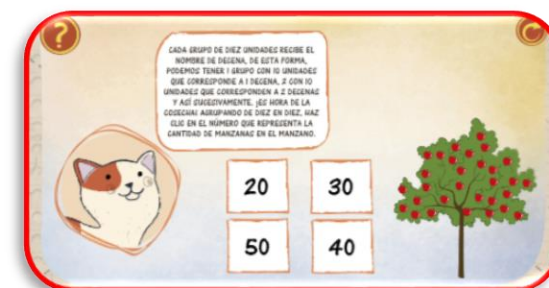 ?
CADA GRUPO DE DIEZ UNIDADES RECIBE EL
NOMBRE DE DECENA, DE ESTA FORMA,
PODEMOS TENER 1 GRUPO CON 10 UNIDADES
QUE CORRESPONDE A 1 DECENA, 2 CON 10
UNIDADES QUE CORRESPONDEN A 2 DECENAS
Y ASÍ SUCESIVAMENTE. ¡ES HORA DE LA
COSECHA! AGRUPANDO DE DIEZ EN DIEZ, HAZ
CLIC EN EL NÚMERO QUE REPRESENTA LA
CANTIDAD DE MANZANAS EN EL MANZANO.
20 30
50 40